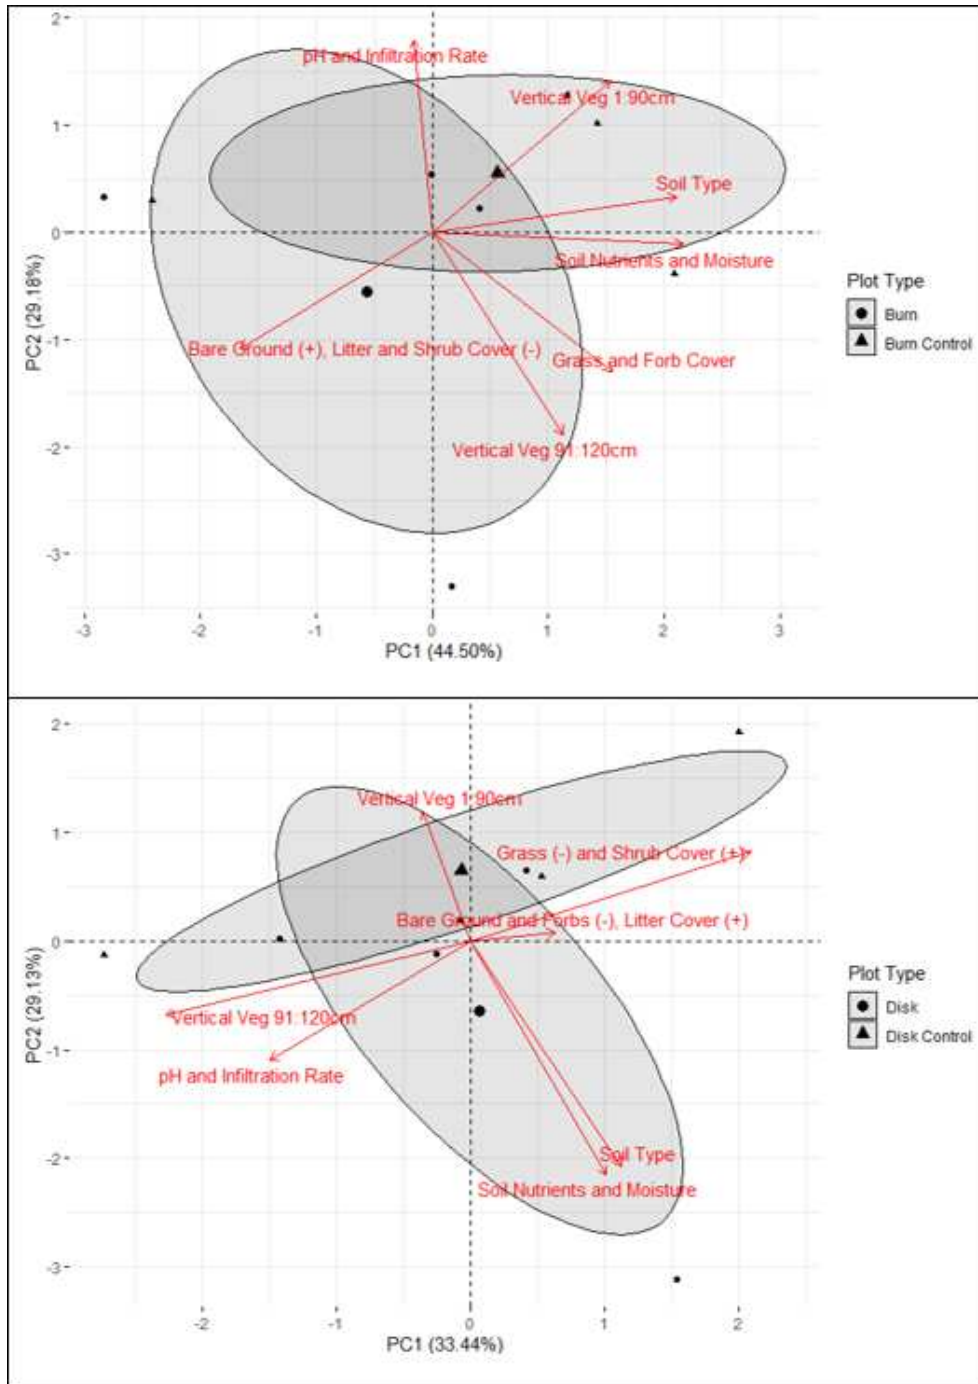 2
pH and Infiltration Rate
Vertical Veg 1.90cm
1
Soil Type
0
Soil Nutrients and Moisture
Plot Type
Burn
Burn Control
PC2 (29.18%)
-1
Bare Ground (+), Litter and Shrub Cover (-)
Grass and Forb Cover
-2
Vertical Veg 91.120cm
-3
-3 -2 -1 0 1 2 3
PC1 (44.50%)
2
Vertical Veg 1.90cm
1
Grass (-) and Shrub Cover (+)
Bare Ground and Forbs (-), Litter Cover (+)
0
Plot Type
Disk
Disk Control
PC2 (29.13%)
Vertical Veg 91.120cm
-1
pH and Infiltration Rate
-2
Soil Type
Soil Nutrients and Moisture
-3
-2 -1 0 1 2
PC1 (33.44%)